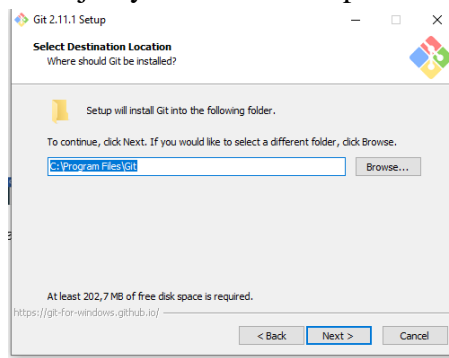 Git 2.11.1 Setup
Select Destination Location
Where should Git be installed?
Setup will install Git into the following folder.
To continue, click Next. If you would like to select a different folder, click Browse.
C:\Program Files\Git
Browse...
At least 202,7 MB of free disk space is required.
https://git-for-windows.github.io/
< Back
Next >
Cancel